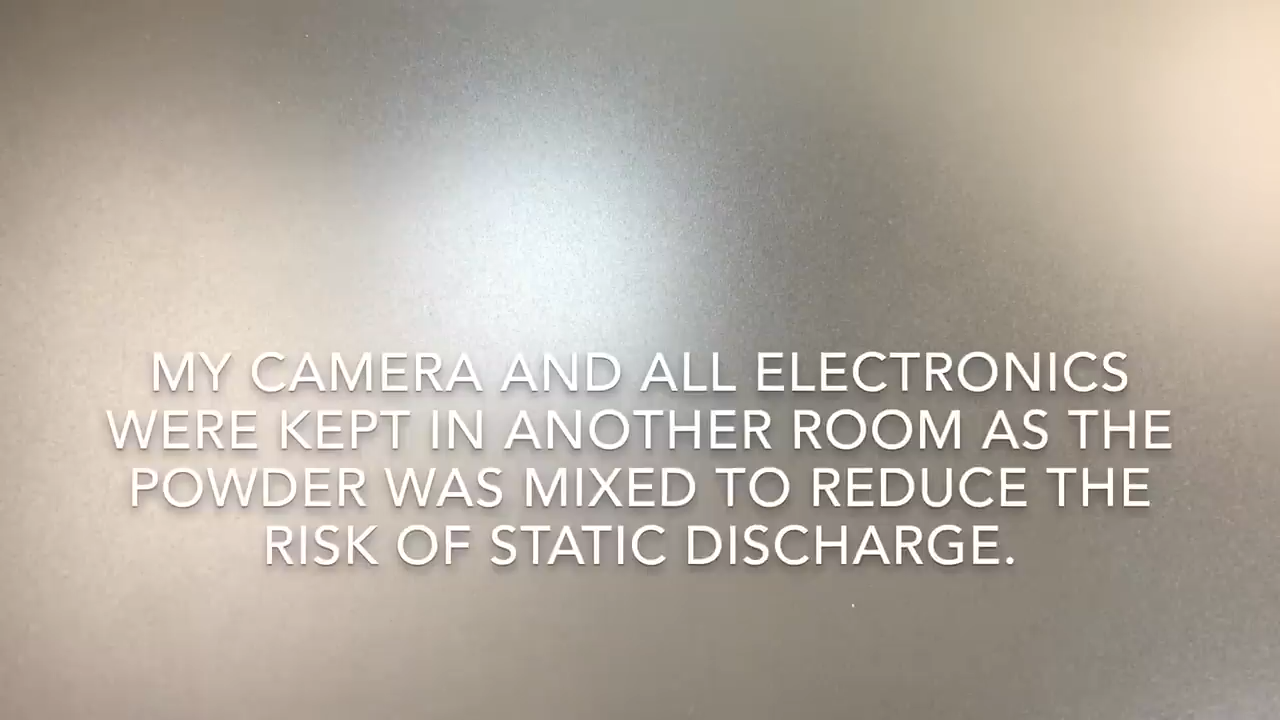 MY CAMERA AND ALL ELECTRONICS
WERE KEPT IN ANOTHER ROOM AS THE
POWDER WAS MIXED TO REDUCE THE
RISK OF STATIC DISCHARGE.